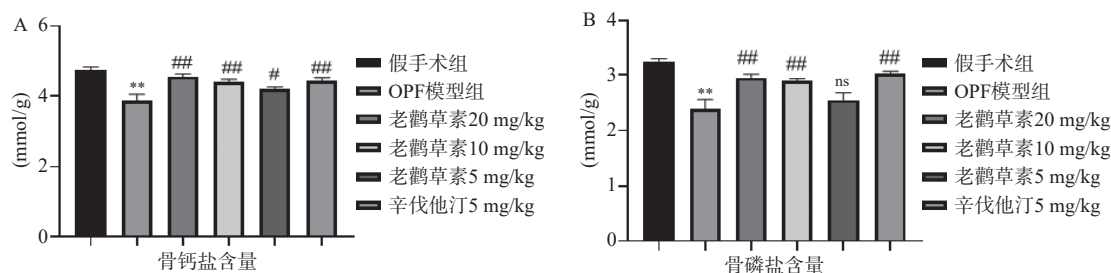 A
(mmol/g)
6
4
2
0
**
##
##
#
##
骨钙盐含量
假手术组
OPF模型组
老鹳草素20 mg/kg
老鹳草素10 mg/kg
老鹳草素5 mg/kg
辛伐他汀5 mg/kg
B
(mmol/g)
4
3
2
1
0
**
##
##
ns
##
骨磷盐含量
假手术组
OPF模型组
老鹳草素20 mg/kg
老鹳草素10 mg/kg
老鹳草素5 mg/kg
辛伐他汀5 mg/kg